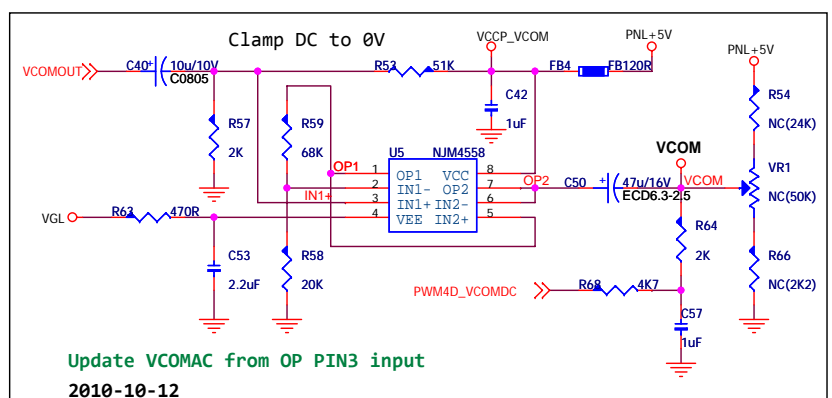 Clamp DC to 0V
VCCP_VCOM
PNL+5V
PNL+5V
VCOMOUT
C40
+
10u/10V
C0805
R53
51K
FB4
FB120R
C42
1uF
R54
NC(24K)
R57
2K
R59
68K
OP1
U5
NJM4558
1
2
3
4
OP1
IN1-
IN1+
VEE
VCC
OP2
IN2-
IN2+
8
7
6
5
IN1+
OP2
C50
+
47u/16V
ECD6.3-2.5
VCOM
VCOM
VR1
NC(50K)
VGL
R63
470R
C53
2.2uF
R58
20K
R64
2K
R66
NC(2K2)
PWM4D_VCOMDC
R68
4K7
C57
1uF
Update VCOMAC from OP PIN3 input
2010-10-12